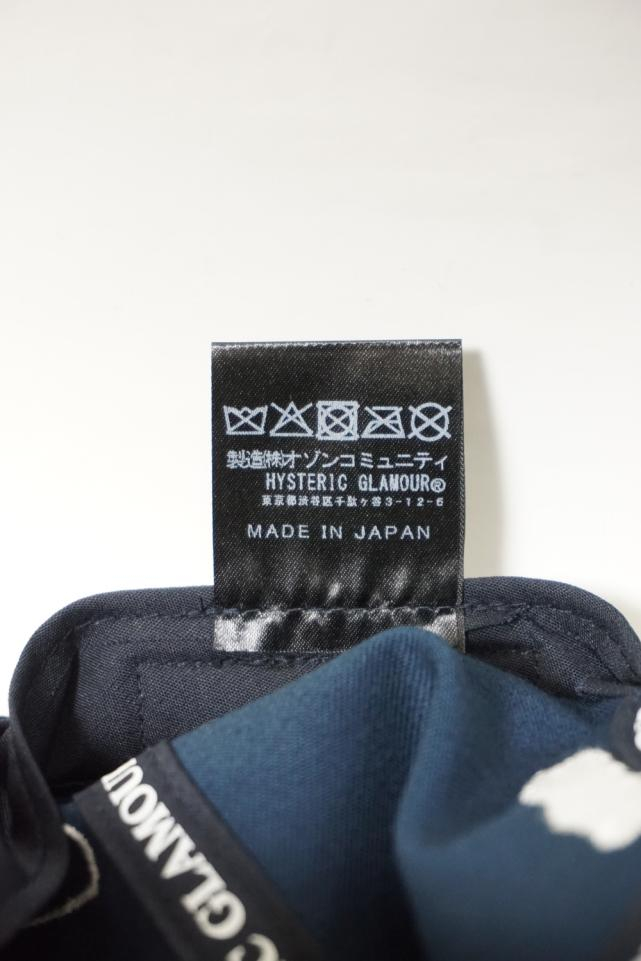 製造(株)オゾンコミュニティ
HYSTERIC GLAMOUR®
東京都渋谷区千駄ヶ谷3-12-6
MADE IN JAPAN
C GLAMOUR